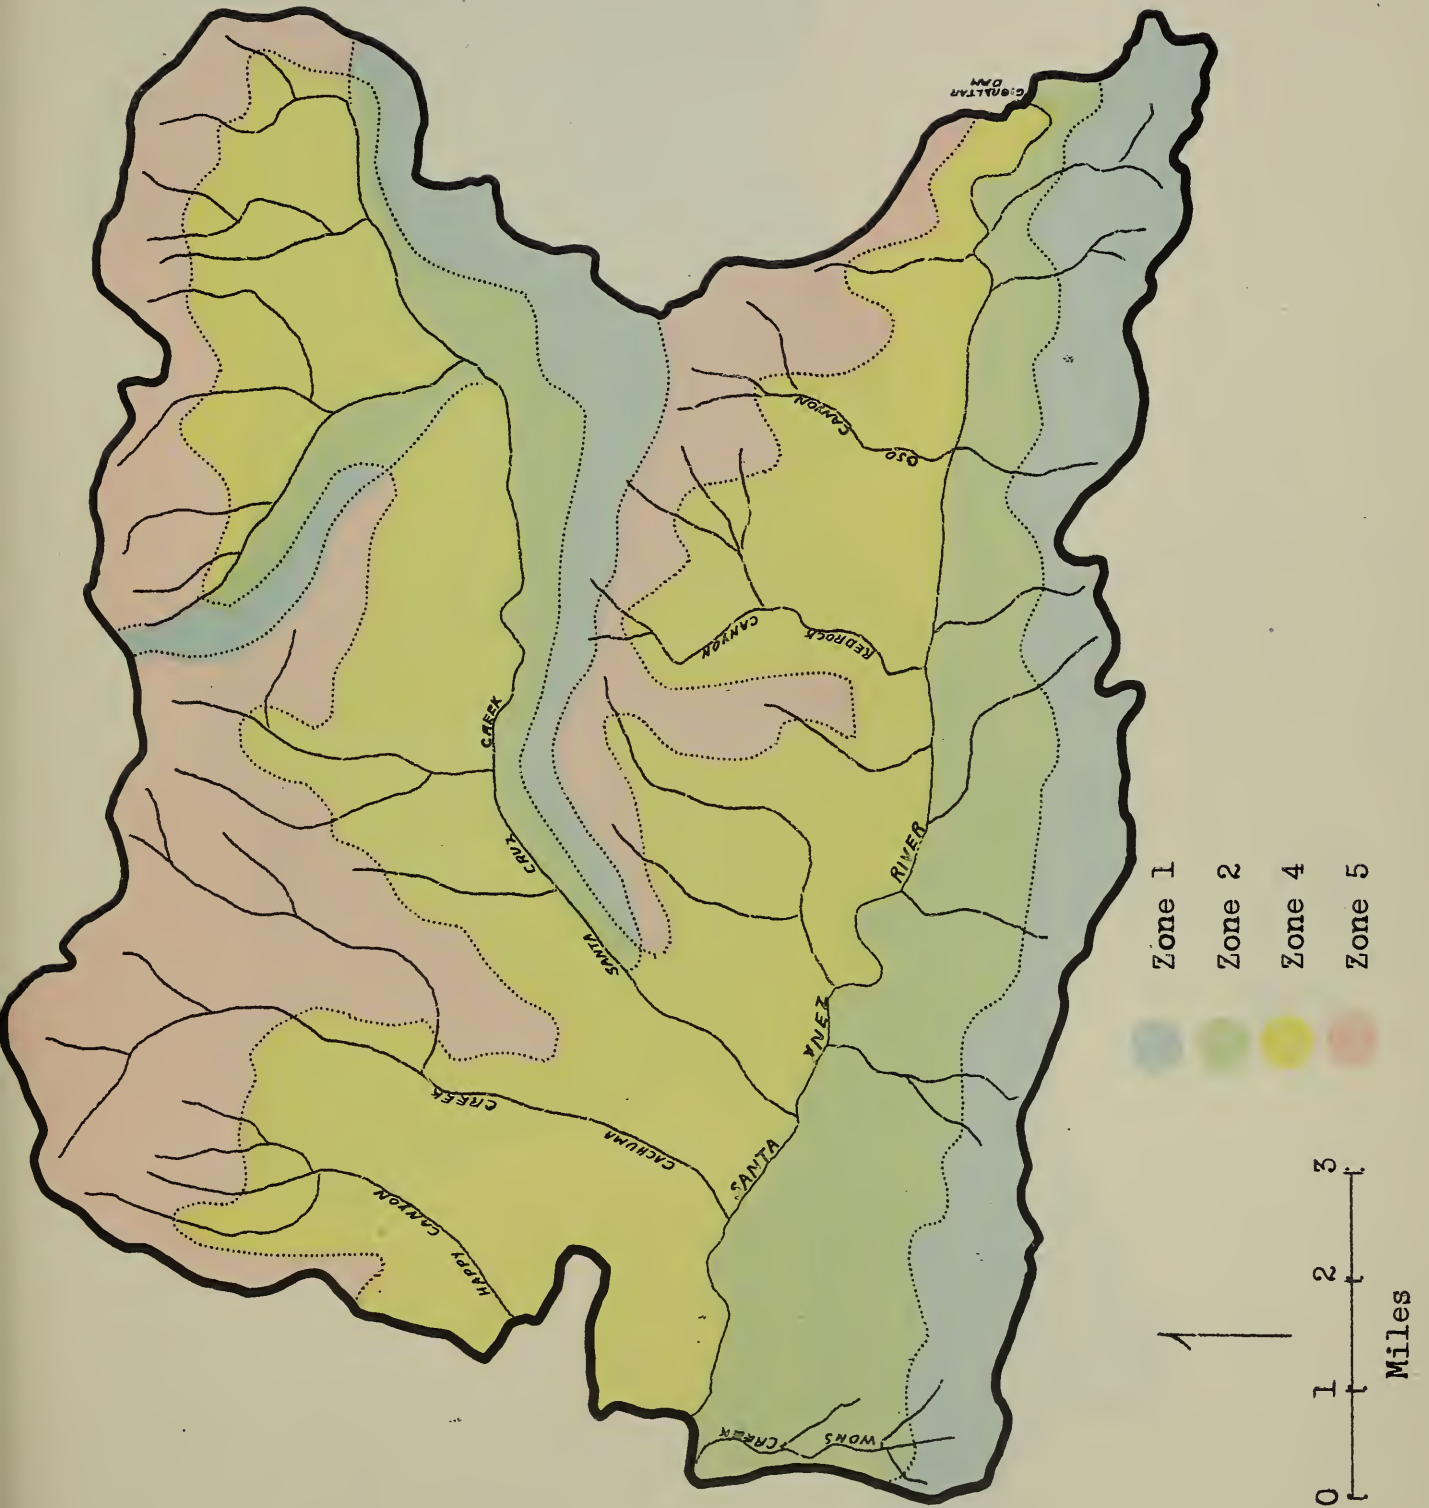 GIBRALTAR
DAM
CANYON
OSO
CANYON
REDROCK
CREEK
CRUZ
SANTA
RIVER
YNEZ
SANTA
CREEK
CACHUMA
HAPPY CANYON
SNOW
CREEK
Zone 1
Zone 2
Zone 4
Zone 5
0 1 2 3
Miles